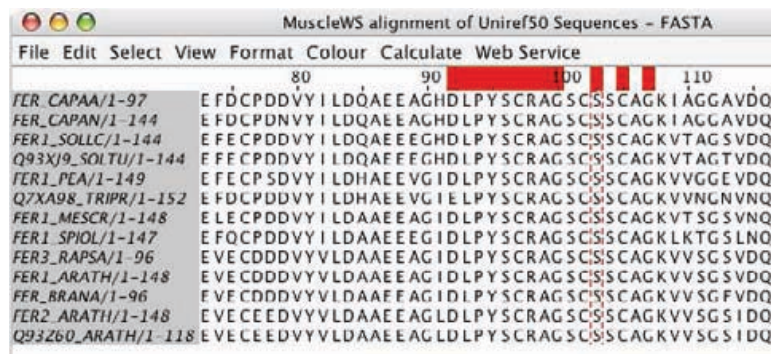 MuscleWS alignment of Uniref50 Sequences - FASTA
File Edit Select View Format Colour Calculate Web Service
80 90 100 110
FER_CAPAA/1-97 EFDCPDDVYILDQAEEAGHDLPYSCRAGSCSSCAGKIAGGAVDQ
FER_CAPAN/1-144 EFDCPDNVYILDQAEEAGHDLPYSCRAGSCSSCAGKIAGGAVDQ
FER1_SOLLC/1-144 EFECPDDVYILDQAEEEGHDLPYSCRAGSCSSCAGKVTAGSVDQ
Q93XJ9_SOLTU/1-144 EFDCPDDVYILDQAEEEGHDLPYSCRAGSCSSCAGKVTAGTVDQ
FER1_PEA/1-149 EFECPSDVYILDHAEEVGIDLPYSCRAGSCSSCAGKVVGGEVDQ
Q7XA98_TRIPR/1-152 EFDCPDDVYILDHAEEVGIELPYSCRAGSCSSCAGKVVNGNVNQ
FER1_MESCR/1-148 ELECPDDVYILDAAEEAGIDLPYSCRAGSCSSCAGKVTSGSVNQ
FER1_SPIOL/1-147 EFQCPDDVYILDAAEEEGIDLPYSCRAGSCSSCAGKLKTGSLNQ
FER3_RAPSA/1-96 EVECDDDVYVLDAAEEAGIDLPYSCRAGSCSSCAGKVVSGSVDQ
FER1_ARATH/1-148 EVECDDDVYVLDAAEEAGIDLPYSCRAGSCSSCAGKVVSGSVDQ
FER_BRANA/1-96 EVECDDDVYVLDAAEEAGIDLPYSCRAGSCSSCAGKVVSGFVDQ
FER2_ARATH/1-148 EVECEEDVYVLDAAEEAGLDLPYSCRAGSCSSCAGKVVSGSIDQ
Q93Z60_ARATH/1-118 EVECEEDVYVLDAAEEAGLDLPYSCRAGSCSSCAGKVVSGSIDQ